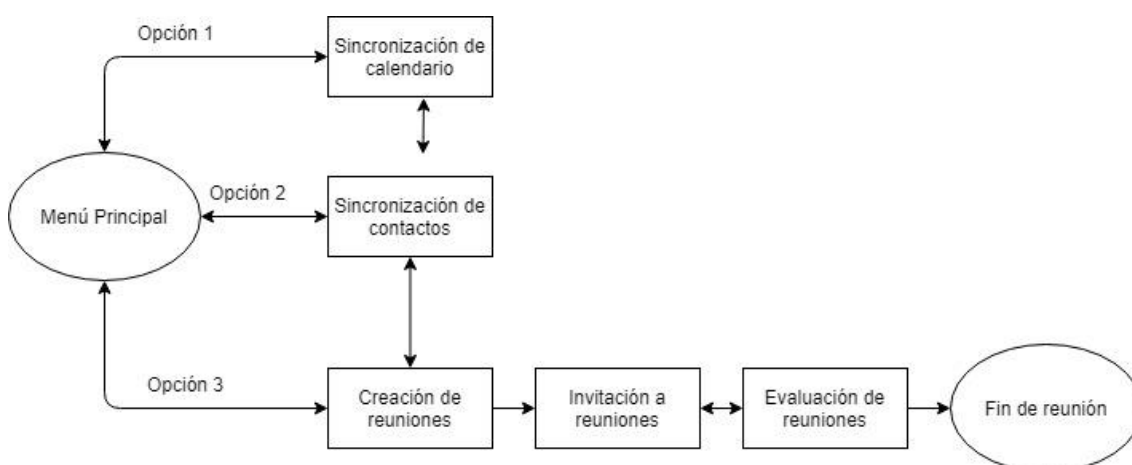 Opción 1
Sincronización de
calendario
Opción 2
Menú Principal
Sincronización de
contactos
Opción 3
Creación de
reuniones
Invitación a
reuniones
Evaluación de
reuniones
Fin de reunión